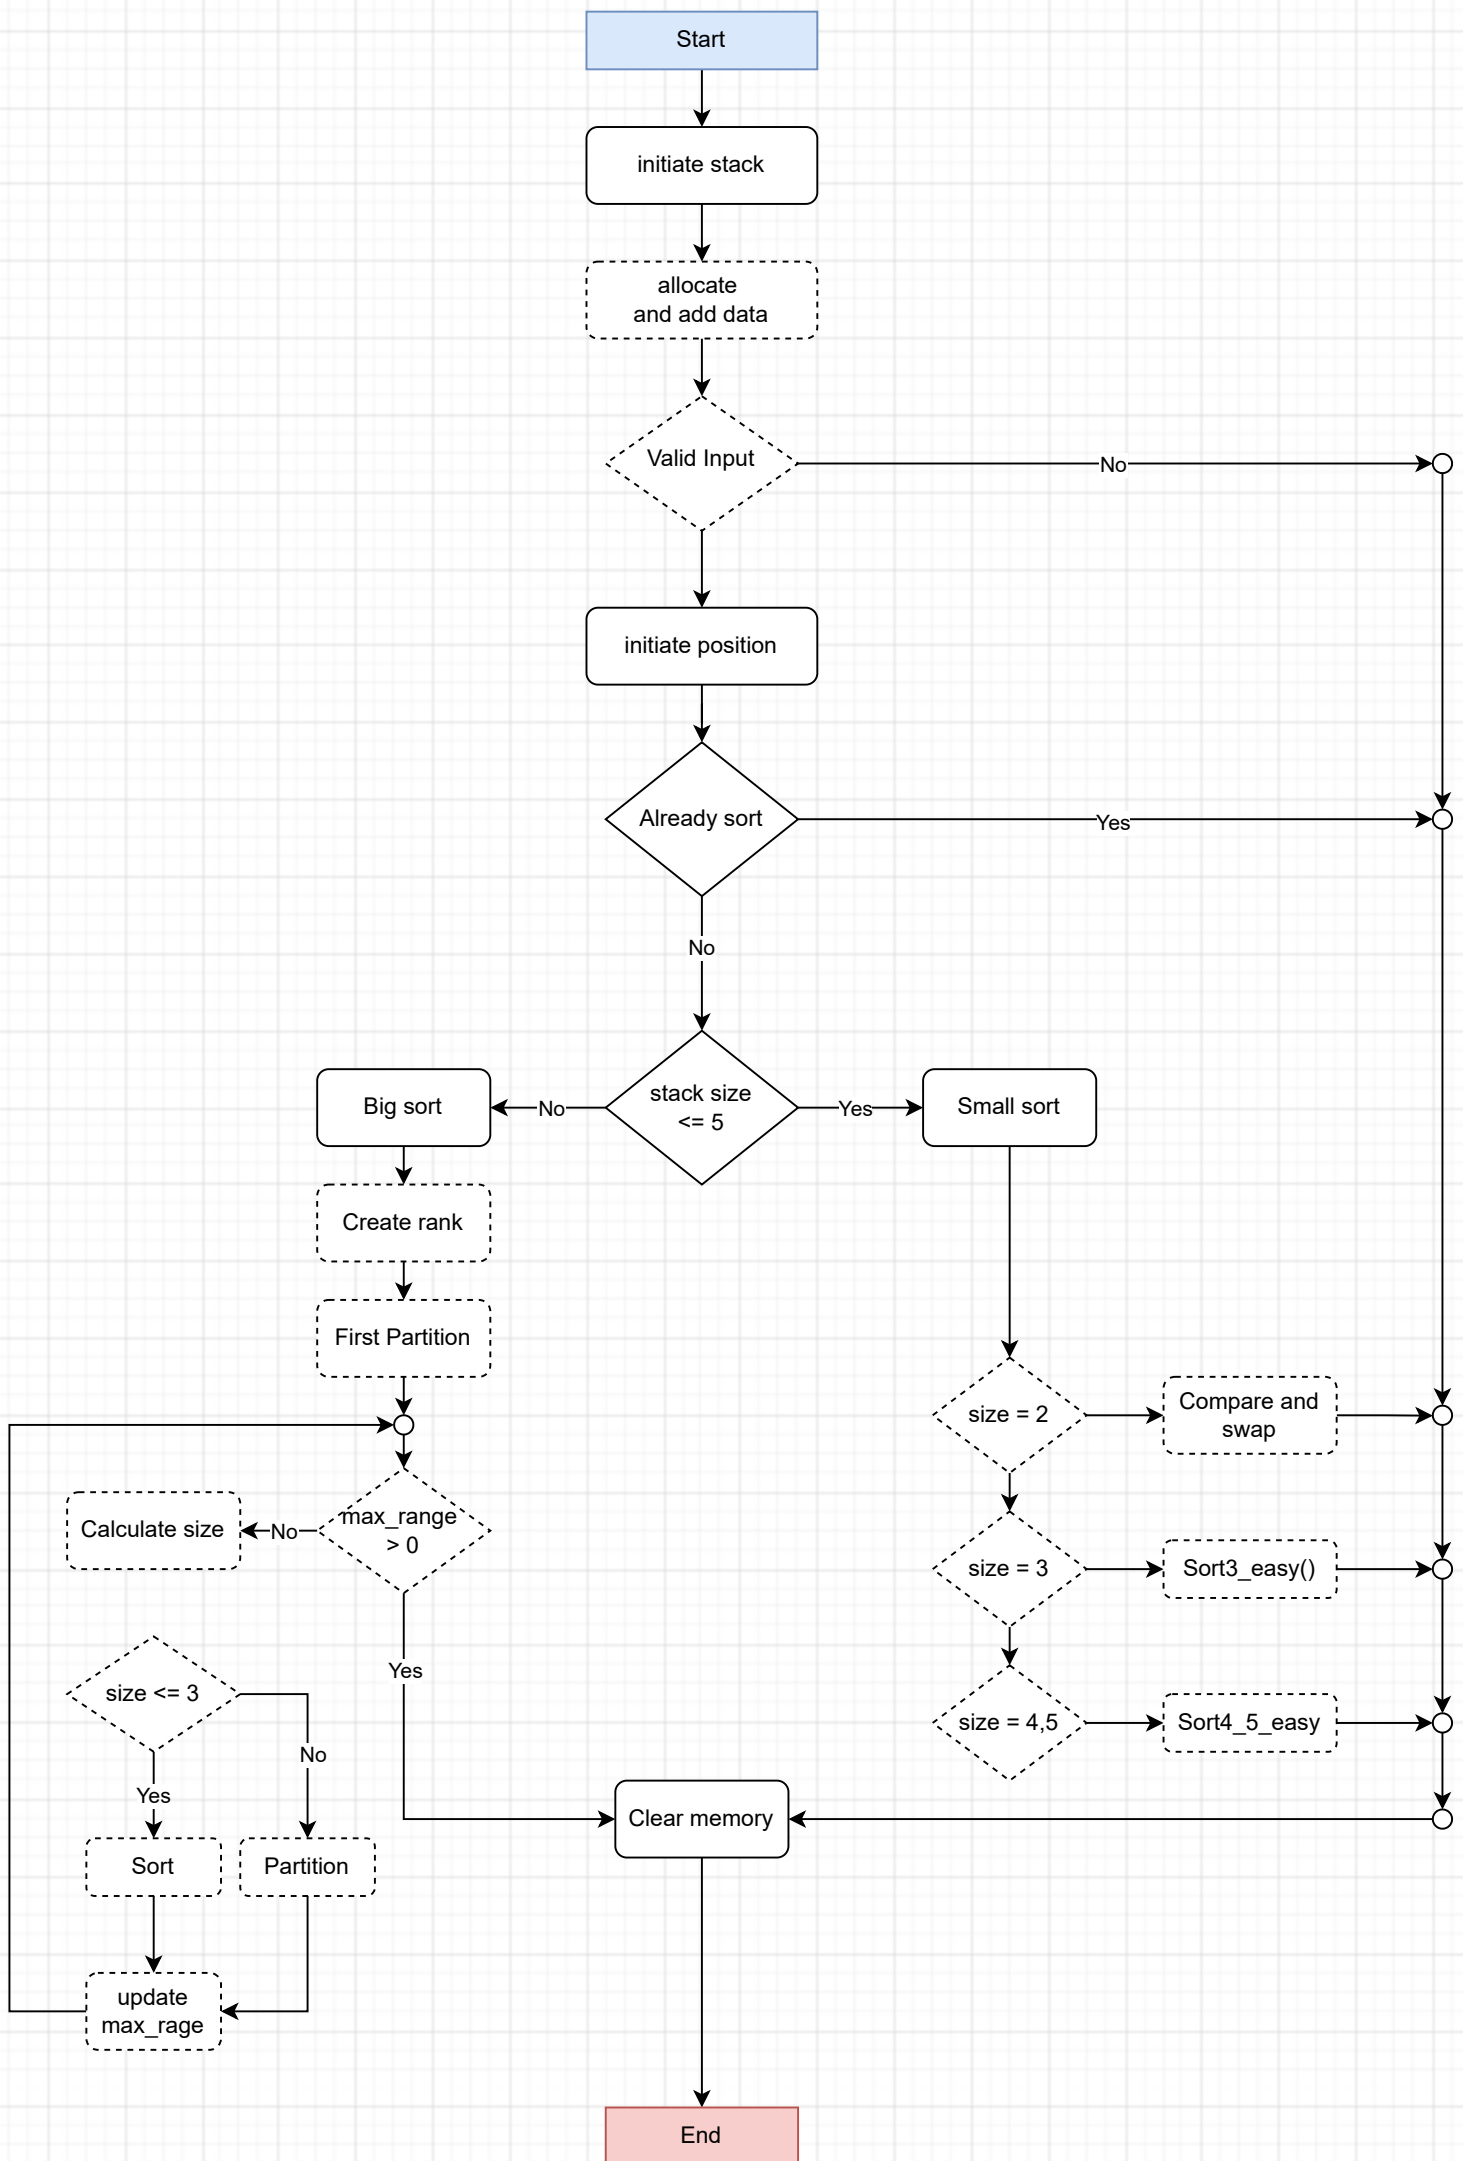 Start
initiate stack
allocate
and add data
Valid Input
No
initiate position
Already sort
Yes
No
Big sort
No
stack size
<= 5
Yes
Small sort
Create rank
First Partition
size = 2
Compare and
swap
Calculate size
No
max_range
> 0
size = 3
Sort3_easy()
Yes
size <= 3
No
size = 4,5
Sort4_5_easy
Yes
Clear memory
Sort
Partition
update
max_rage
End